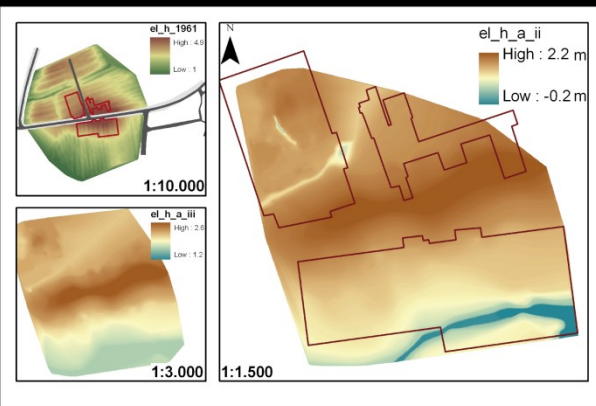 el_h_1961
High : 4.8
Low : 1
1:10.000
el_h_a_iii
High : 2.6
Low : 1.2
1:3.000
N
el_h_a_ii
High : 2.2 m
Low : -0.2 m
1:1.500